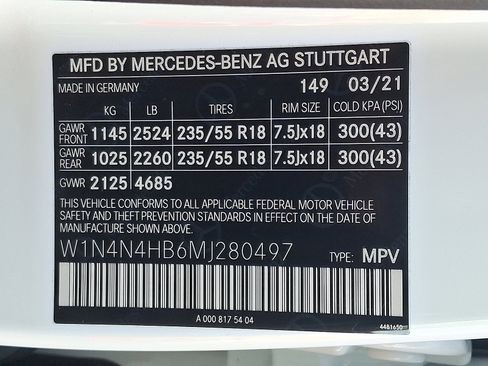 MFD BY MERCEDES-BENZ AG STUTTGART
MADE IN GERMANY 149 03/21
KG LB TIRES RIM SIZE COLD KPA (PSI)
GAWR FRONT 1145 2524 235/55 R18 7.5Jx18 300(43)
GAWR REAR 1025 2260 235/55 R18 7.5Jx18 300(43)
GVWR 2125 4685
THIS VEHICLE CONFORMS TO ALL APPLICABLE FEDERAL MOTOR VEHICLE
SAFETY AND THEFT PREVENTION STANDARDS IN EFFECT ON THE DATE OF
MANUFACTURE SHOWN ABOVE.
W1N4N4HB6MJ280497 TYPE: MPV
A 000 817 54 04